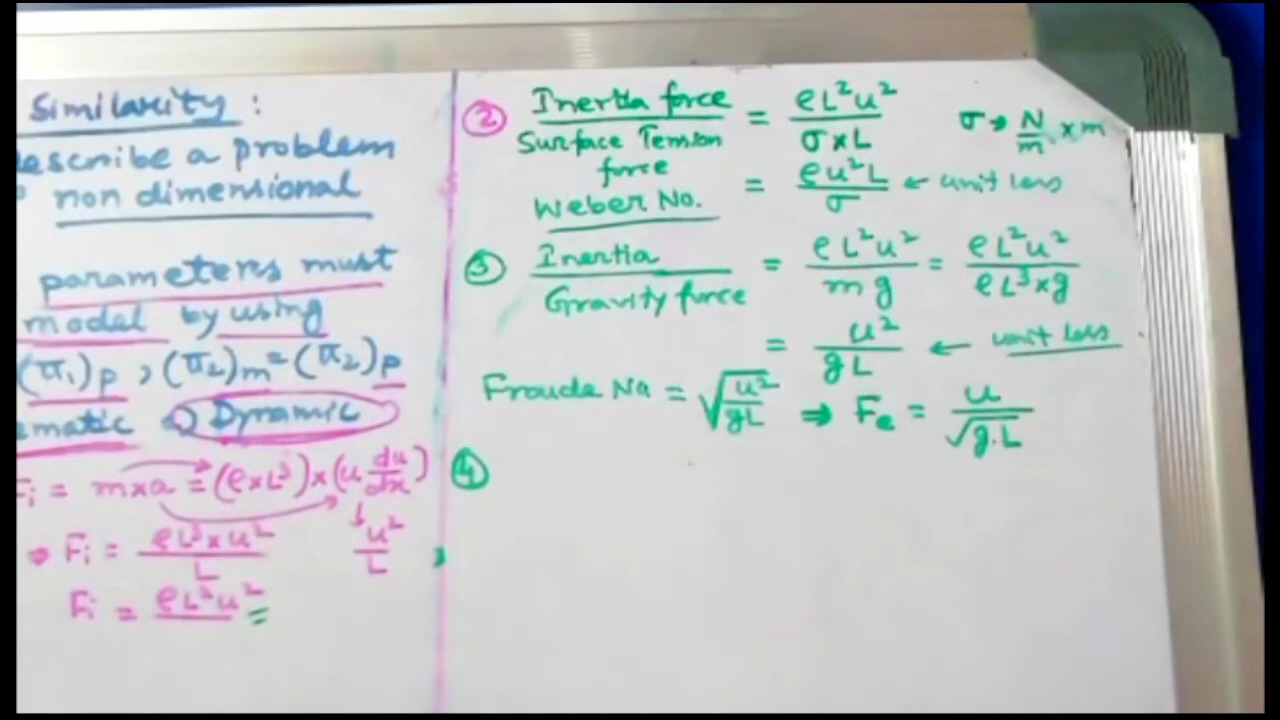 Similarity :
describe a problem
non dimensional
parameters must
model by using
(π₁)p , (π₂)m = (π₂)p
ematic Dynamic
Fi = m×a = (ρ×L³)×(u du/dx)
⇒ Fi = ρL³×u²/L u²/L
Fi = ρL²u²
② Inertia force / Surface Tension force = ρL²u² / σ×L σ → N/m × m
Weber No. = ρu²L / σ ← unit less
③ Inertia / Gravity force = ρL²u² / mg = ρL²u² / ρL³×g
= u² / gL ← unit less
Froude No = √(u²/gL) ⇒ Fe = u / √(g.L)
④